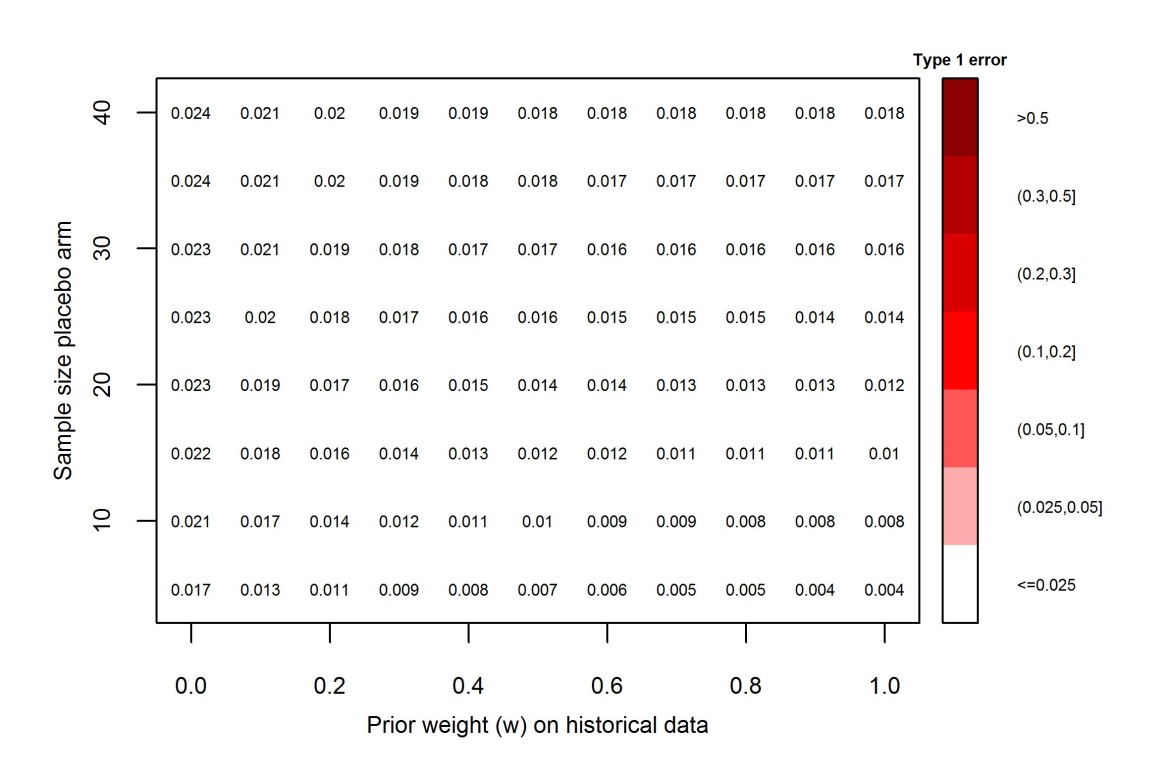 Type 1 error
40 0.024 0.021 0.02 0.019 0.019 0.018 0.018 0.018 0.018 0.018 0.018
0.024 0.021 0.02 0.019 0.018 0.018 0.017 0.017 0.017 0.017 0.017
30 0.023 0.021 0.019 0.018 0.017 0.017 0.016 0.016 0.016 0.016 0.016
0.023 0.02 0.018 0.017 0.016 0.016 0.015 0.015 0.015 0.014 0.014
20 0.023 0.019 0.017 0.016 0.015 0.014 0.014 0.013 0.013 0.013 0.012
0.022 0.018 0.016 0.014 0.013 0.012 0.012 0.011 0.011 0.011 0.01
10 0.021 0.017 0.014 0.012 0.011 0.01 0.009 0.009 0.008 0.008 0.008
0.017 0.013 0.011 0.009 0.008 0.007 0.006 0.005 0.005 0.004 0.004
Sample size placebo arm
0.0 0.2 0.4 0.6 0.8 1.0
Prior weight (w) on historical data
>0.5
(0.3,0.5]
(0.2,0.3]
(0.1,0.2]
(0.05,0.1]
(0.025,0.05]
<=0.025